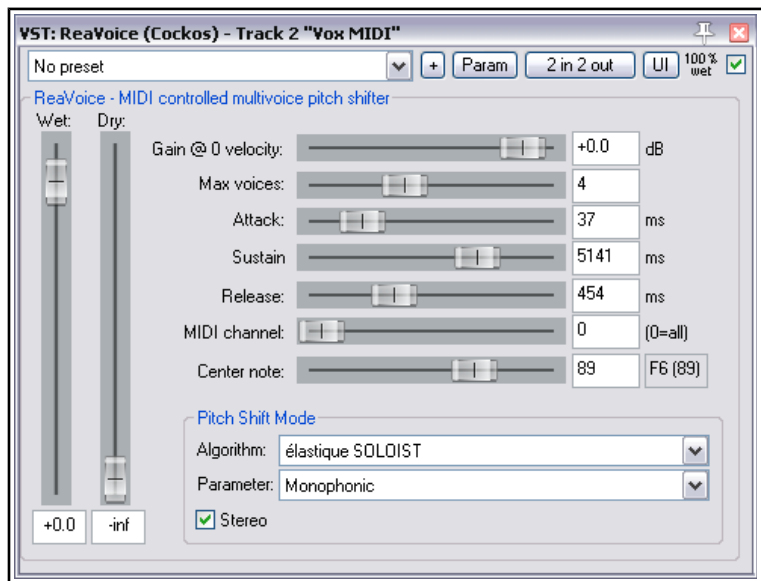 VST: ReaVoice (Cockos) - Track 2 "Vox MIDI"
No preset + Param 2 in 2 out UI 100% wet
ReaVoice - MIDI controlled multivoice pitch shifter
Wet: Dry:
Gain @ 0 velocity: +0.0 dB
Max voices: 4
Attack: 37 ms
Sustain 5141 ms
Release: 454 ms
MIDI channel: 0 (0=all)
Center note: 89 F6 (89)
Pitch Shift Mode
Algorithm: élastique SOLOIST
Parameter: Monophonic
+0.0 -inf Stereo